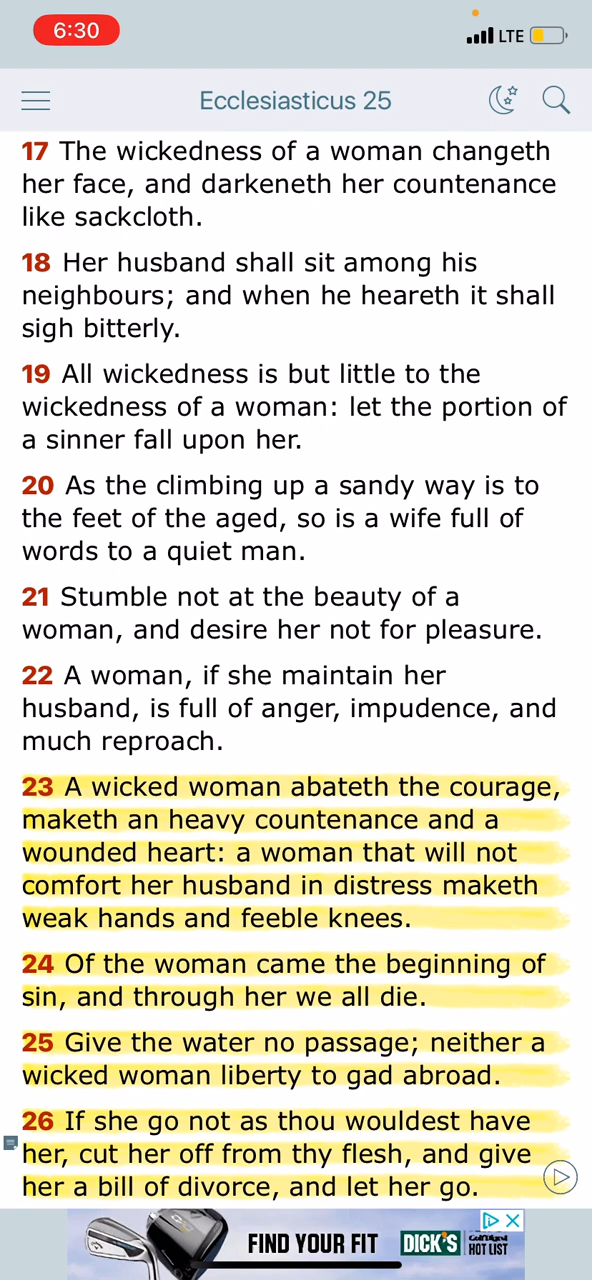 6:30
LTE
Ecclesiasticus 25
17 The wickedness of a woman changeth
her face, and darkeneth her countenance
like sackcloth.
18 Her husband shall sit among his
neighbours; and when he heareth it shall
sigh bitterly.
19 All wickedness is but little to the
wickedness of a woman: let the portion of
a sinner fall upon her.
20 As the climbing up a sandy way is to
the feet of the aged, so is a wife full of
words to a quiet man.
21 Stumble not at the beauty of a
woman, and desire her not for pleasure.
22 A woman, if she maintain her
husband, is full of anger, impudence, and
much reproach.
23 A wicked woman abateth the courage,
maketh an heavy countenance and a
wounded heart: a woman that will not
comfort her husband in distress maketh
weak hands and feeble knees.
24 Of the woman came the beginning of
sin, and through her we all die.
25 Give the water no passage; neither a
wicked woman liberty to gad abroad.
26 If she go not as thou wouldest have
her, cut her off from thy flesh, and give
her a bill of divorce, and let her go.
FIND YOUR FIT
DICK'S
Golf Digest
HOT LIST